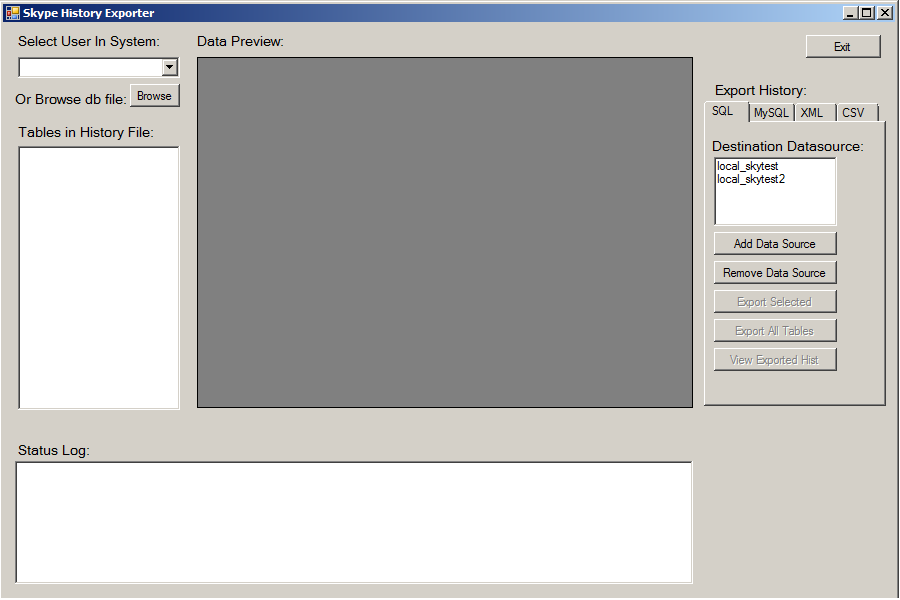 Skype History Exporter
Select User In System:
Data Preview:
Exit
Or Browse db file:
Browse
Export History:
SQL
MySQL
XML
CSV
Tables in History File:
Destination Datasource:
local_skytest
local_skytest2
Add Data Source
Remove Data Source
Export Selected
Export All Tables
View Exported Hist
Status Log: